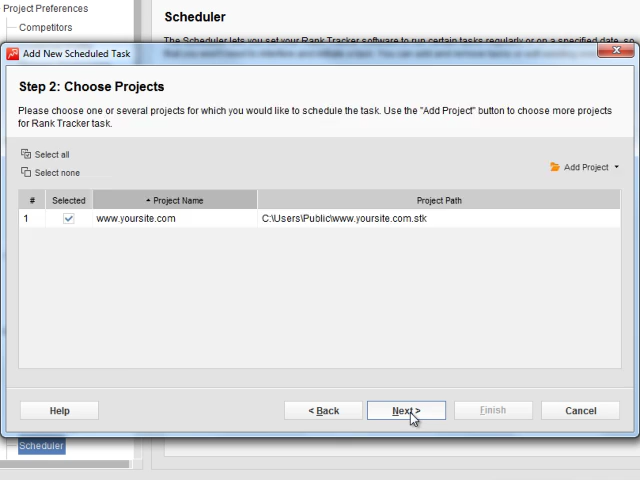 Project Preferences
Competitors
Scheduler
The Scheduler lets you set your Rank Tracker software to run certain tasks regularly or on a specified date, so
Add New Scheduled Task
Step 2: Choose Projects
Please choose one or several projects for which you would like to schedule the task. Use the "Add Project" button to choose more projects
for Rank Tracker task.
Select all
Select none
Add Project
# Selected Project Name Project Path
1 www.yoursite.com C:\Users\Public\www.yoursite.com.stk
Help < Back Next > Finish Cancel
Scheduler